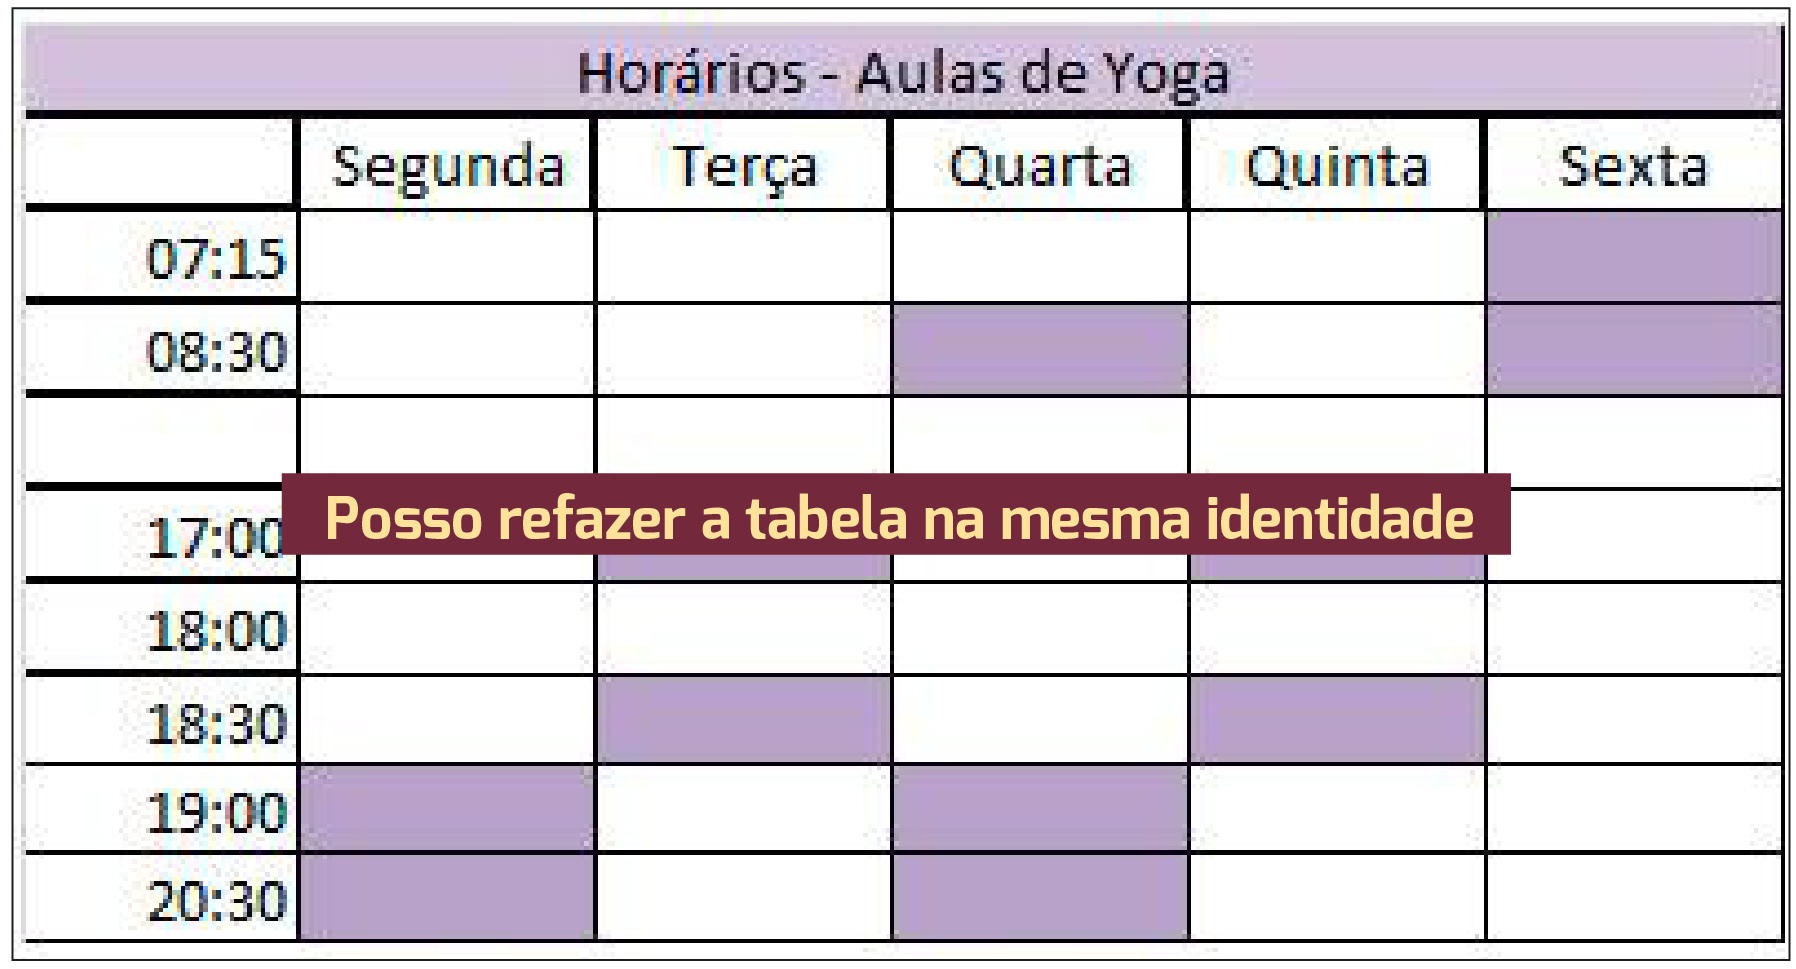 Horários - Aulas de Yoga
Segunda Terça Quarta Quinta Sexta
07:15
08:30
Posso refazer a tabela na mesma identidade
17:00
18:00
18:30
19:00
20:30